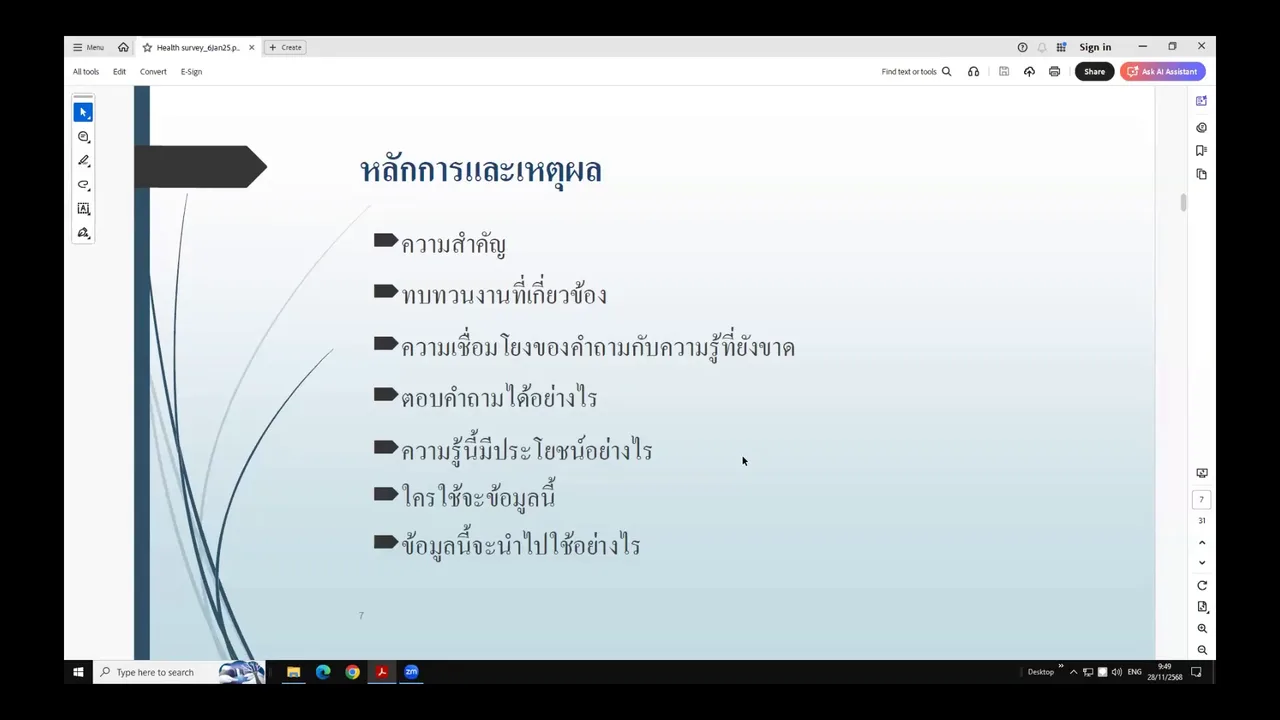 Menu
Health survey_6Jan25.p..
Create
Sign in
All tools
Edit
Convert
E-Sign
Find text or tools
Share
Ask AI Assistant
หลักการและเหตุผล
ความสำคัญ
ทบทวนงานที่เกี่ยวข้อง
ความเชื่อมโยงของคำถามกับความรู้ที่ยังขาด
ตอบคำถามได้อย่างไร
ความรู้นี้มีประโยชน์อย่างไร
ใครใช้จะข้อมูลนี้
ข้อมูลนี้จะนำไปใช้อย่างไร
7
7
31
Type here to search
zm
Desktop
ENG
9:49
28/11/2568